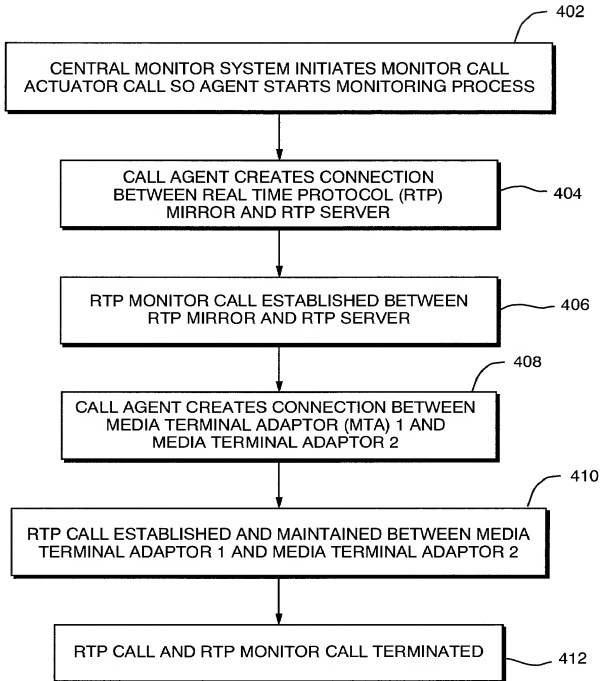 402
CENTRAL MONITOR SYSTEM INITIATES MONITOR CALL
ACTUATOR CALL SO AGENT STARTS MONITORING PROCESS
CALL AGENT CREATES CONNECTION
BETWEEN REAL TIME PROTOCOL (RTP)
MIRROR AND RTP SERVER
404
RTP MONITOR CALL ESTABLISHED BETWEEN
RTP MIRROR AND RTP SERVER
406
408
CALL AGENT CREATES CONNECTION BETWEEN
MEDIA TERMINAL ADAPTOR (MTA) 1 AND
MEDIA TERMINAL ADAPTOR 2
410
RTP CALL ESTABLISHED AND MAINTAINED BETWEEN MEDIA
TERMINAL ADAPTOR 1 AND MEDIA TERMINAL ADAPTOR 2
RTP CALL AND RTP MONITOR CALL TERMINATED
412